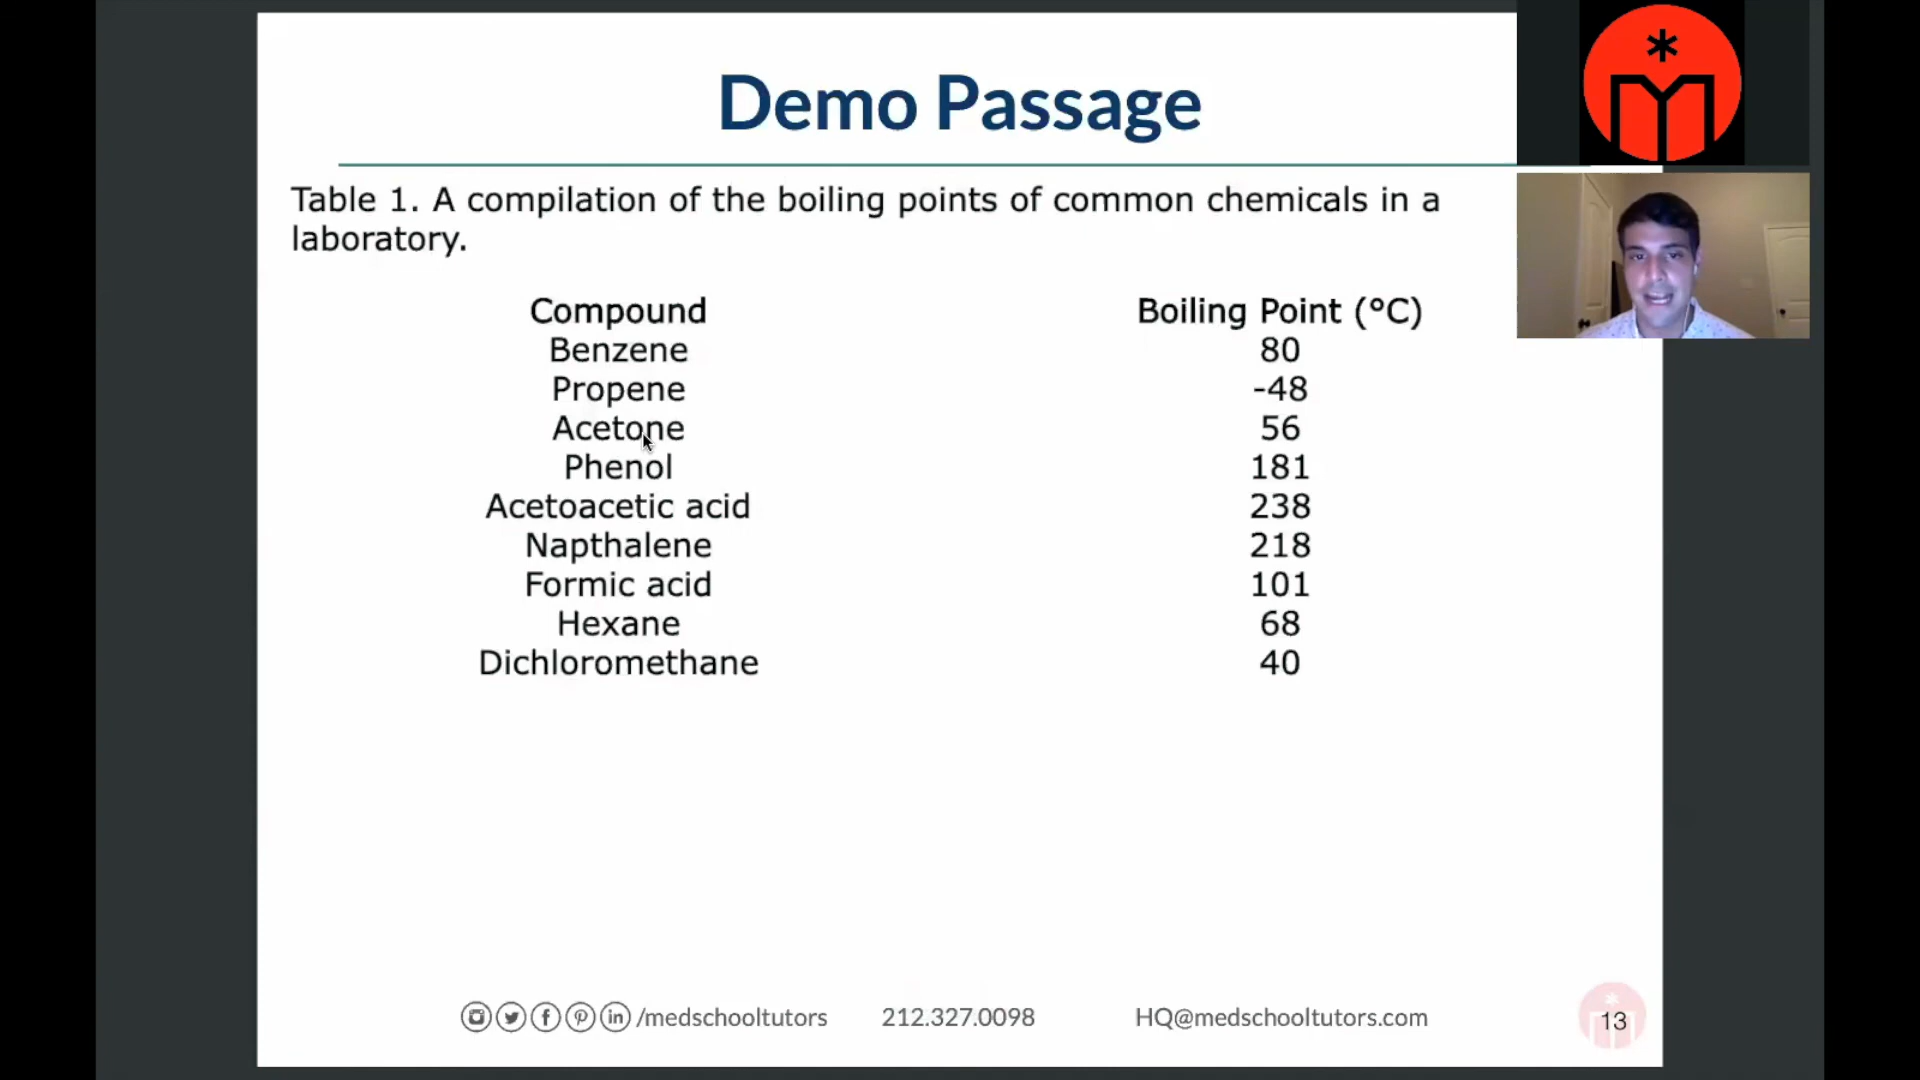 Demo Passage
Table 1. A compilation of the boiling points of common chemicals in a
laboratory.
Compound Boiling Point (°C)
Benzene 80
Propene -48
Acetone 56
Phenol 181
Acetoacetic acid 238
Napthalene 218
Formic acid 101
Hexane 68
Dichloromethane 40
/medschooltutors 212.327.0098 HQ@medschooltutors.com 13